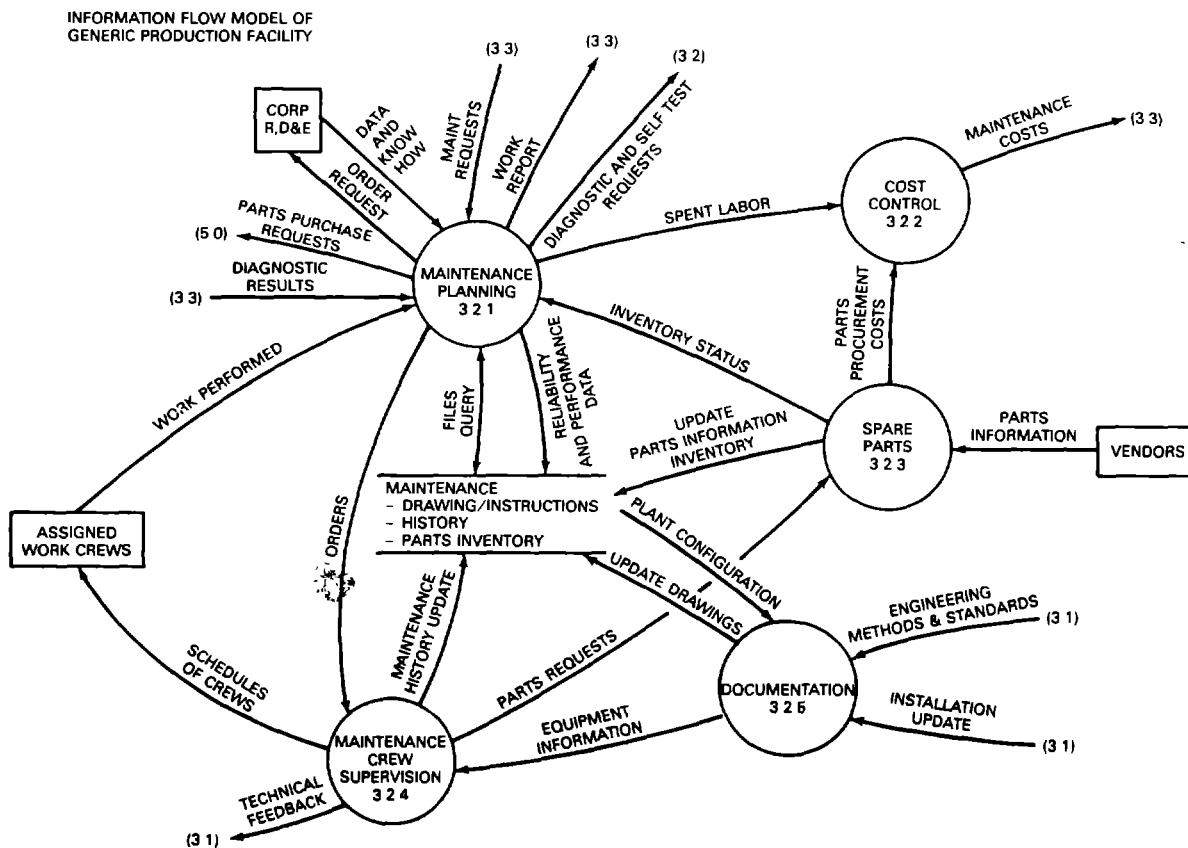 INFORMATION FLOW MODEL OF
GENERIC PRODUCTION FACILITY
(3 3)
(3 3)
(3 2)
CORP
R,D&E
DATA
AND
KNOW
HOW
ORDER
REQUEST
MAINT
REQUESTS
WORK
REPORT
DIAGNOSTIC AND SELF TEST
REQUESTS
MAINTENANCE
COSTS
(3 3)
COST
CONTROL
3 2 2
SPENT LABOR
PARTS PURCHASE
REQUESTS
(5 0)
DIAGNOSTIC
RESULTS
(3 3)
MAINTENANCE
PLANNING
3 2 1
INVENTORY STATUS
PARTS
PROCUREMENT
COSTS
WORK PERFORMED
FILES
QUERY
RELIABILITY
AND PERFORMANCE
DATA
UPDATE
PARTS INFORMATION
INVENTORY
SPARE
PARTS
3 2 3
PARTS
INFORMATION
VENDORS
MAINTENANCE
- DRAWING/INSTRUCTIONS
- HISTORY
- PARTS INVENTORY
ASSIGNED
WORK CREWS
ORDERS
PLANT CONFIGURATION
UPDATE DRAWINGS
MAINTENANCE
HISTORY UPDATE
PARTS REQUESTS
ENGINEERING
METHODS & STANDARDS
(3 1)
SCHEDULES
OF CREWS
DOCUMENTATION
3 2 5
INSTALLATION
UPDATE
(3 1)
EQUIPMENT
INFORMATION
MAINTENANCE
CREW
SUPERVISION
3 2 4
TECHNICAL
FEEDBACK
(3 1)